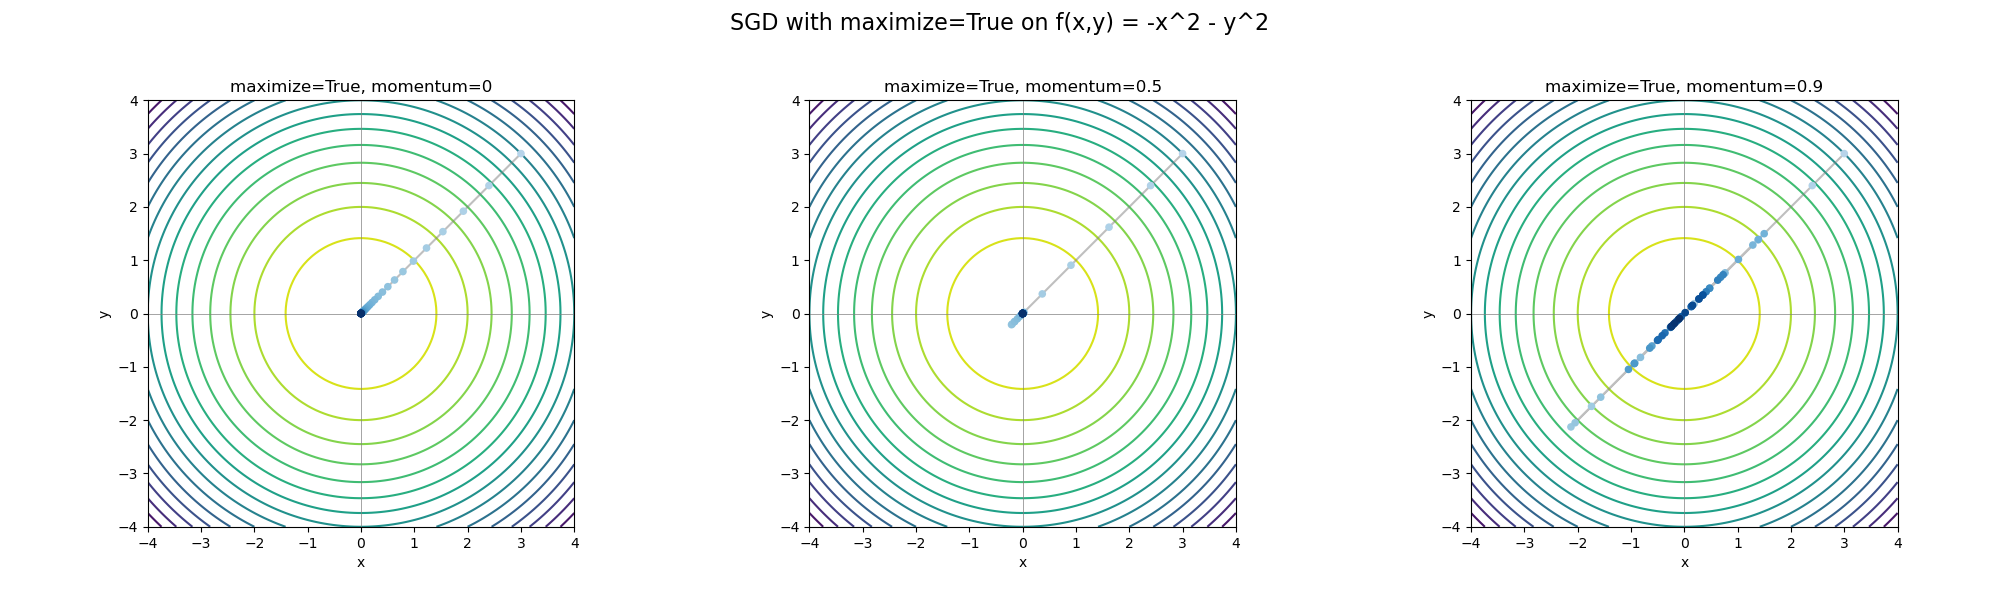 SGD with maximize=True on f(x,y) = -x^2 - y^2
maximize=True, momentum=0
4
3
2
1
0
−1
−2
−3
−4
y
−4 −3 −2 −1 0 1 2 3 4
x
maximize=True, momentum=0.5
4
3
2
1
0
−1
−2
−3
−4
y
−4 −3 −2 −1 0 1 2 3 4
x
maximize=True, momentum=0.9
4
3
2
1
0
−1
−2
−3
−4
y
−4 −3 −2 −1 0 1 2 3 4
x